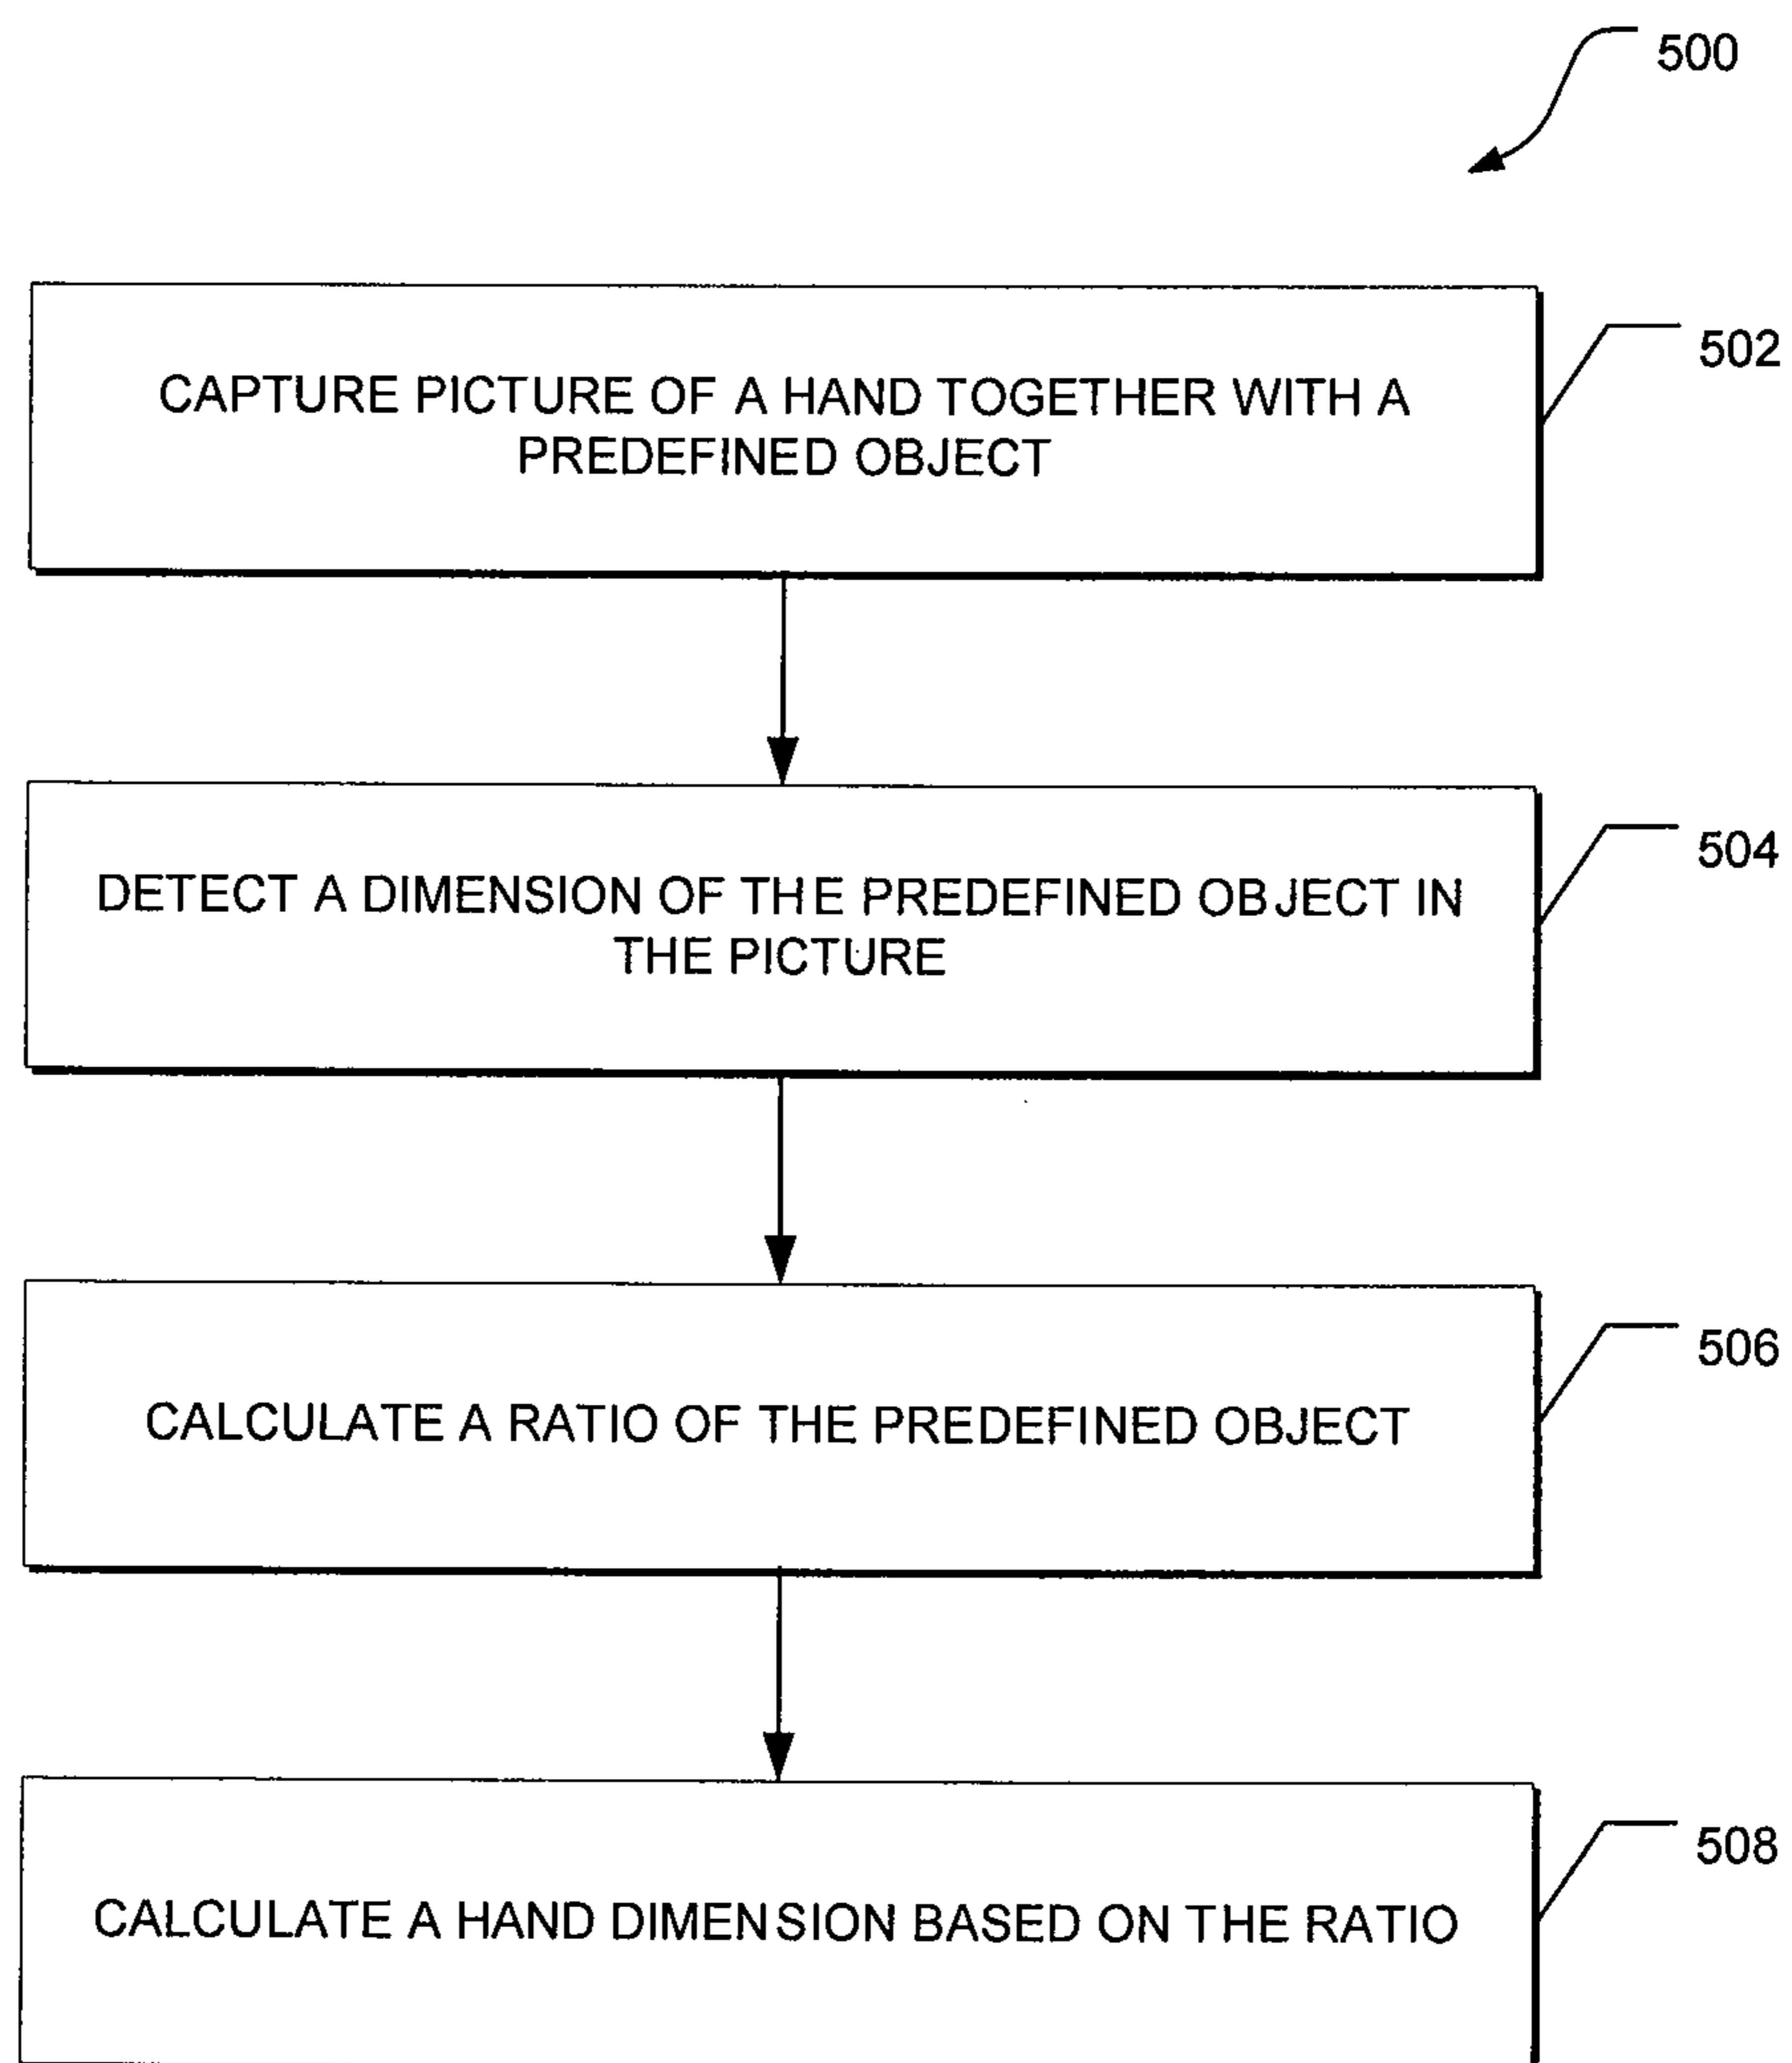 500
CAPTURE PICTURE OF A HAND TOGETHER WITH A
PREDEFINED OBJECT
502
DETECT A DIMENSION OF THE PREDEFINED OBJECT IN
THE PICTURE
504
CALCULATE A RATIO OF THE PREDEFINED OBJECT
506
CALCULATE A HAND DIMENSION BASED ON THE RATIO
508